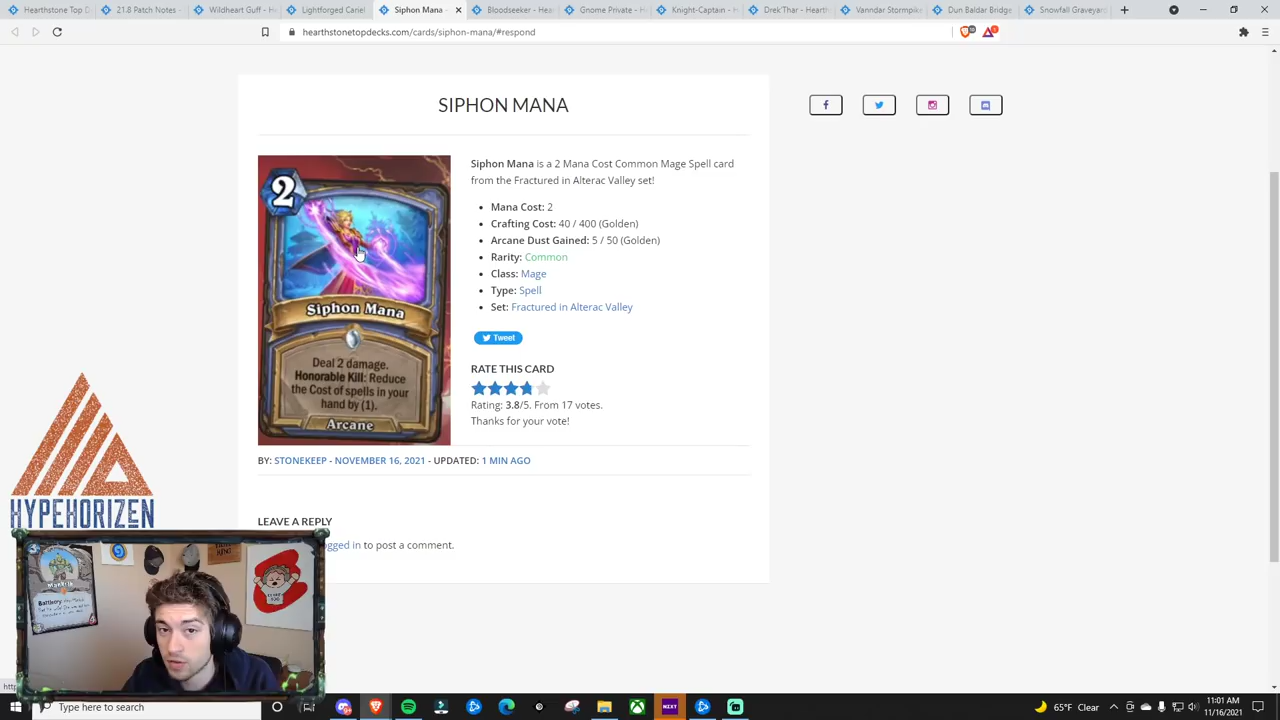 Hearthstone Top D
21.8 Patch Notes -
Wildheart Guff - H
Lightforged Cariel
Siphon Mana -
Bloodseeker - Hea
Gnome Private - H
Knight-Captain - H
Drek'Thar - Hearth
Vanndar Stormpike
Dun Baldar Bridge
Snowfall Graveyard
hearthstonetopdecks.com/cards/siphon-mana/#respond
SIPHON MANA
Siphon Mana is a 2 Mana Cost Common Mage Spell card
from the Fractured in Alterac Valley set!
Mana Cost: 2
Crafting Cost: 40 / 400 (Golden)
Arcane Dust Gained: 5 / 50 (Golden)
Rarity: Common
Class: Mage
Type: Spell
Set: Fractured in Alterac Valley
Tweet
RATE THIS CARD
Rating: 3.8/5. From 17 votes.
Thanks for your vote!
2
Siphon Mana
Deal 2 damage.
Honorable Kill: Reduce
the Cost of spells in your
hand by (1).
Arcane
BY: STONEKEEP - NOVEMBER 16, 2021 - UPDATED: 1 MIN AGO
LEAVE A REPLY
ogged in to post a comment.
HYPEHORIZEN
Battlecry:
Type here to search
65°F Clear
11:01 AM
11/16/2021